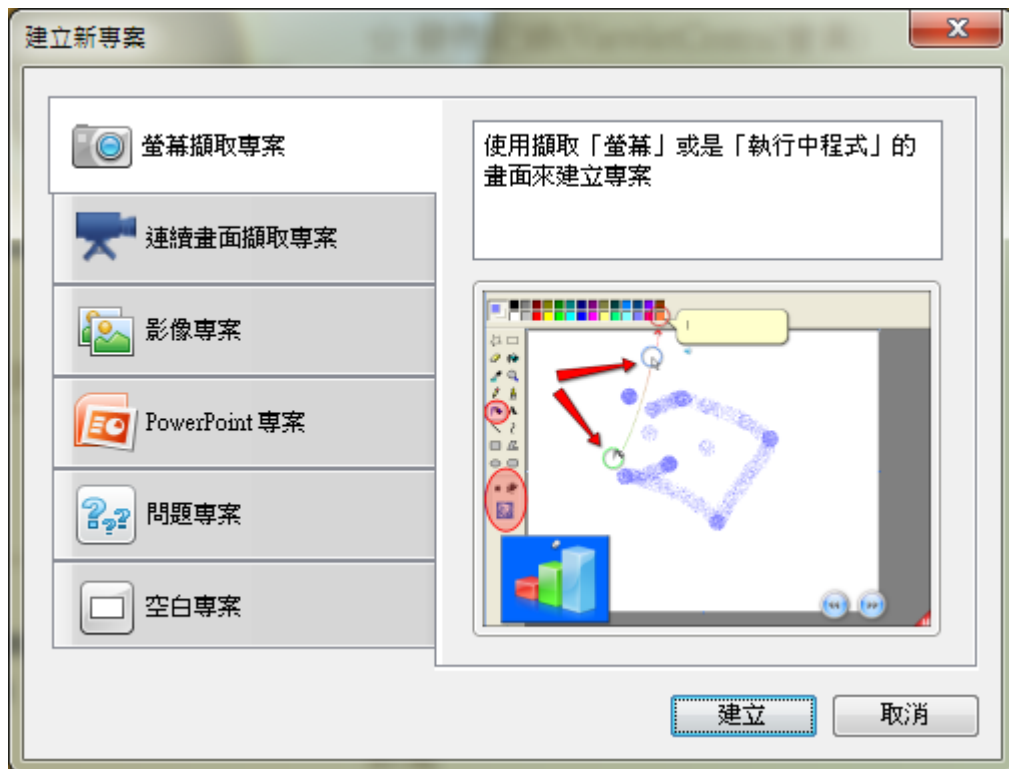 建立新專案
螢幕擷取專案
連續畫面擷取專案
影像專案
PowerPoint 專案
問題專案
空白專案
使用擷取「螢幕」或是「執行中程式」的
畫面來建立專案
建立
取消